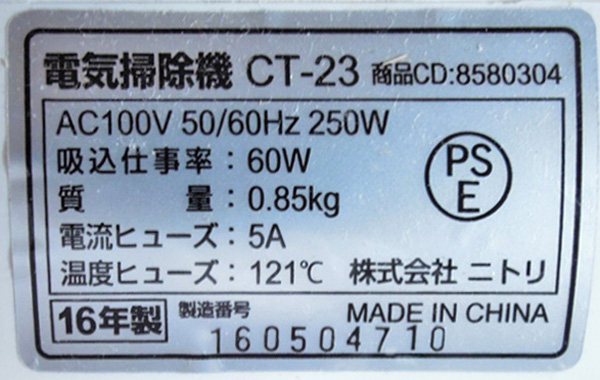 電気掃除機 CT-23 商品CD:8580304
AC100V 50/60Hz 250W
吸込仕事率：60W
質　　量：0.85kg
電流ヒューズ：5A
温度ヒューズ：121℃ 株式会社 ニトリ
PS
E
16年製 製造番号 MADE IN CHINA
160504710